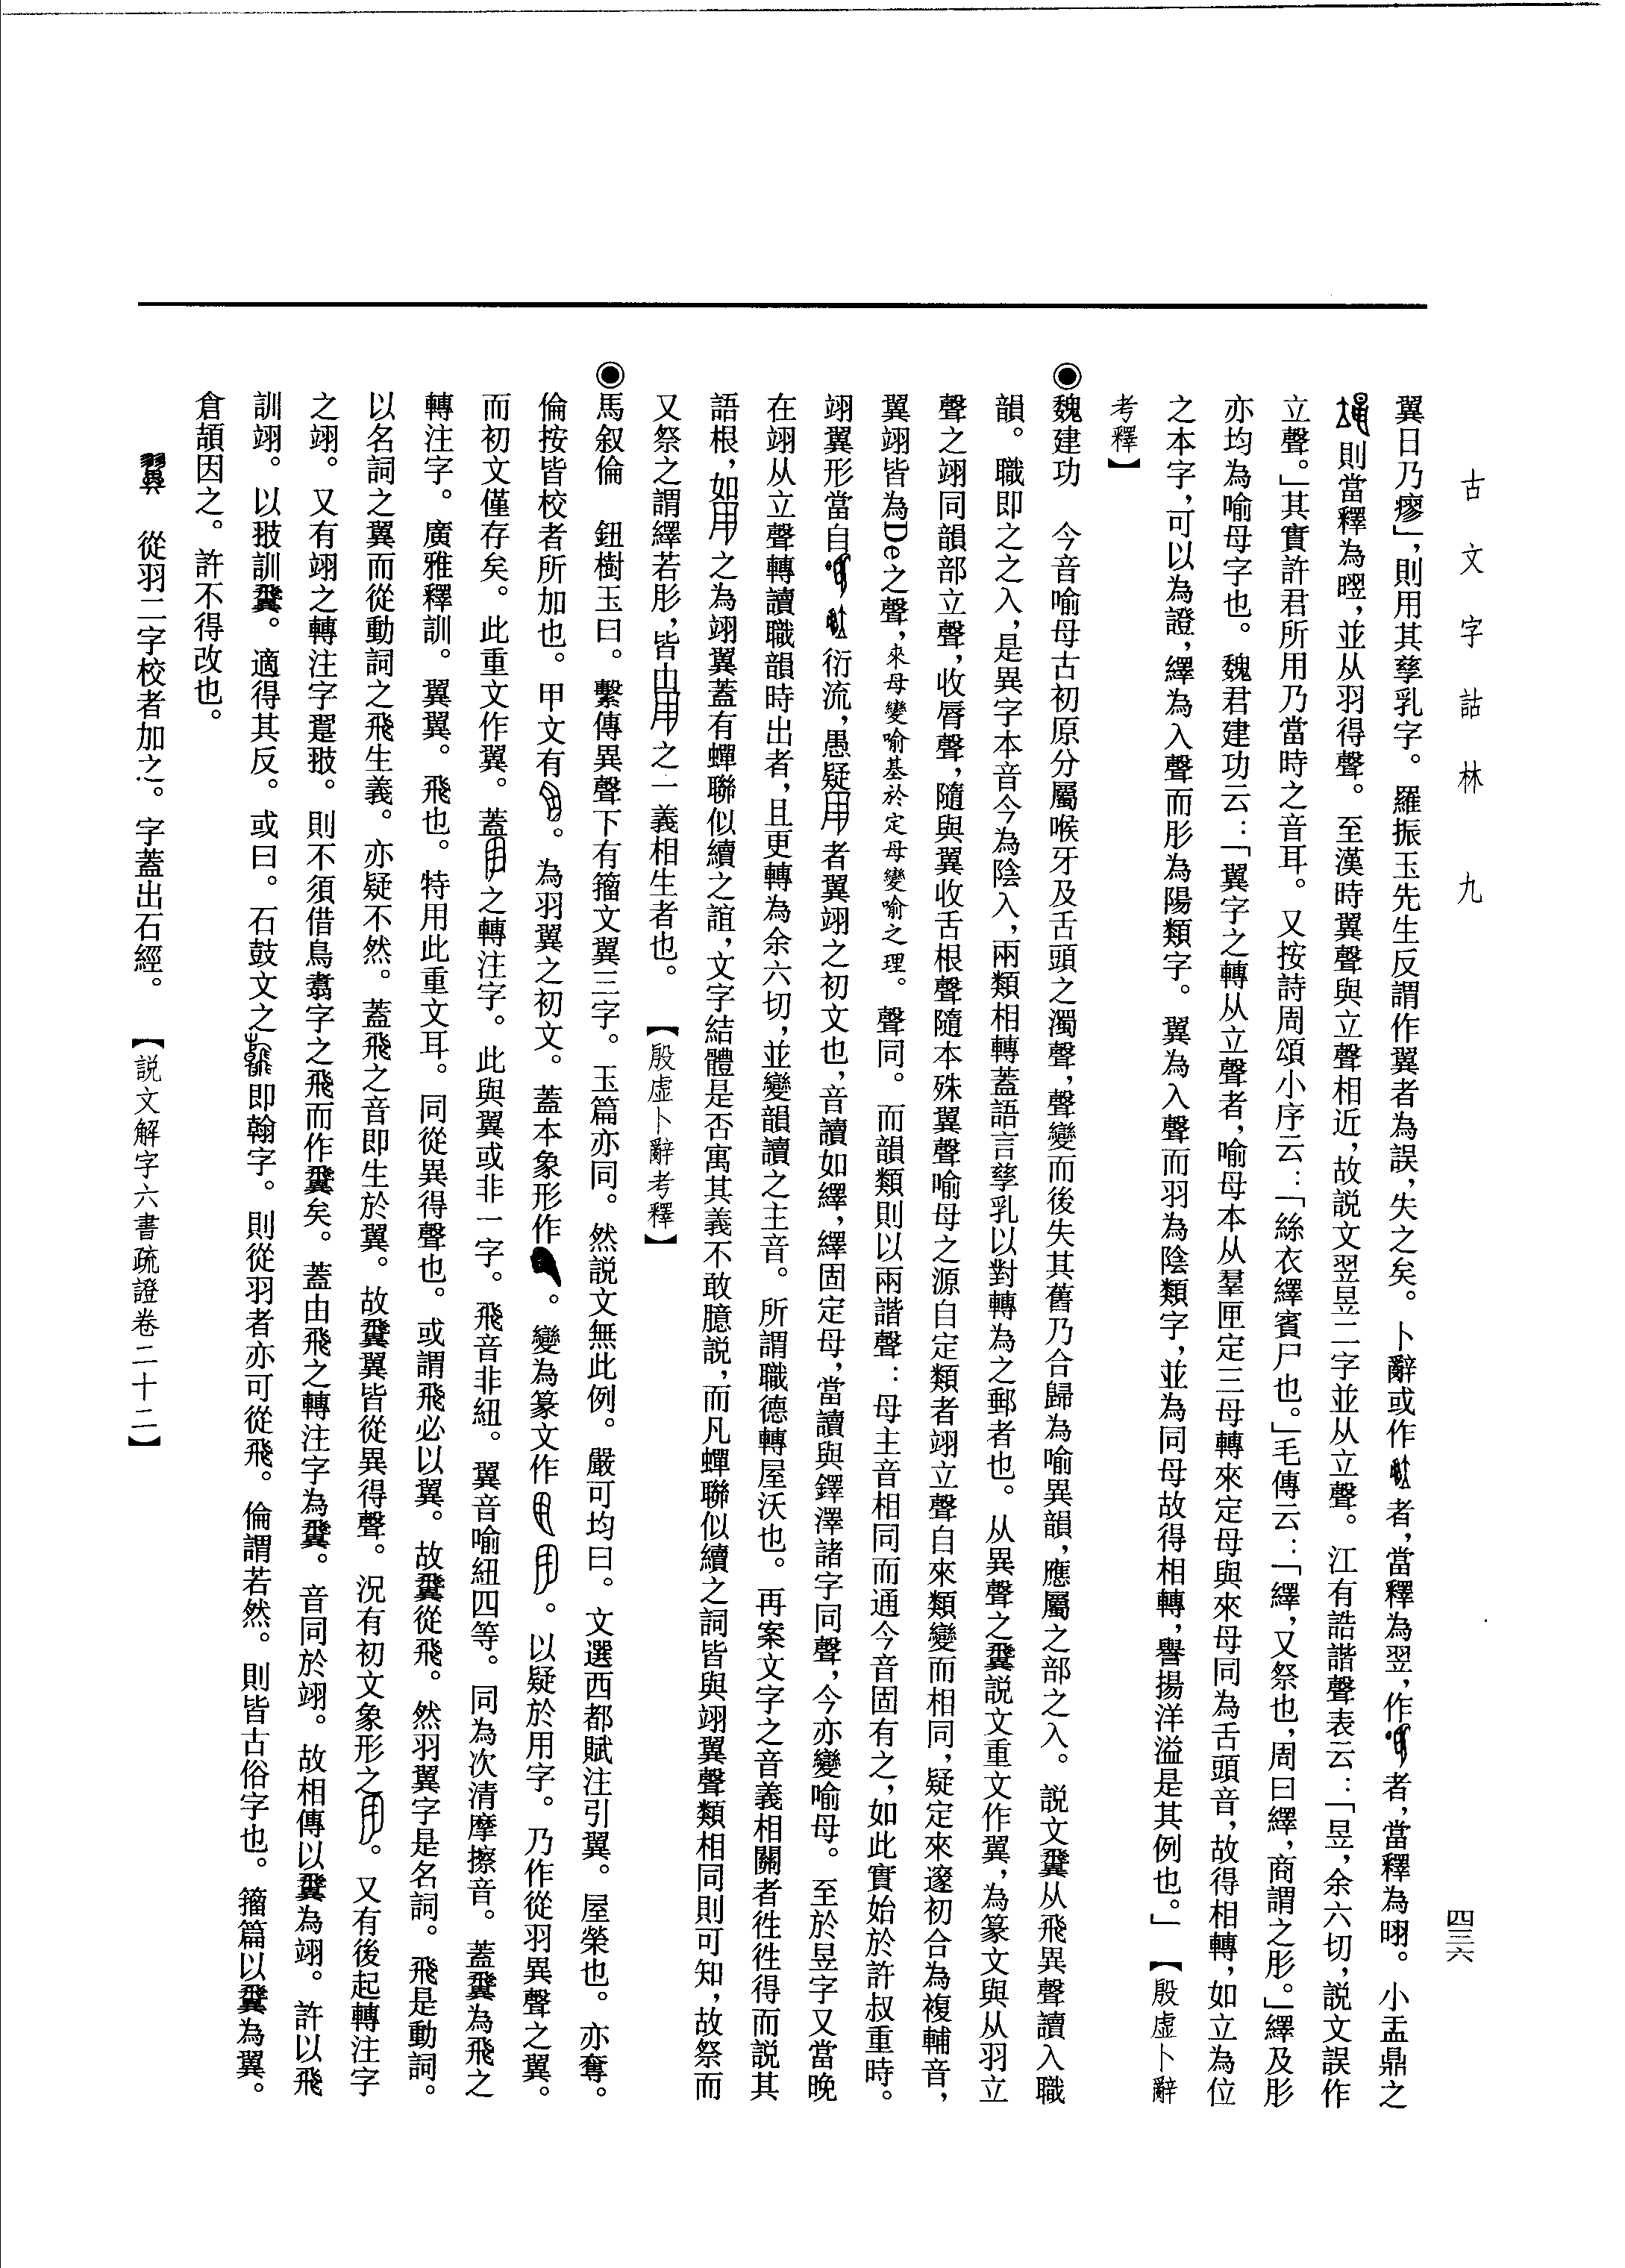 古文字詁林 九
四三六
翼日乃瘳」，則用其孳乳字。羅振玉先生反謂作翼者為誤，失之矣。卜辭或作者，當釋為翌，作者，當釋為昍。小盂鼎之
則當釋為曌，並从羽得聲。至漢時翼聲與立聲相近，故説文翌昱二字並从立聲。江有誥諧聲表云：「昱，余六切，説文誤作
立聲。」其實許君所用乃當時之音耳。又按詩周頌小序云：「絲衣繹賓尸也。」毛傳云：「繹，又祭也，周曰繹，商謂之肜。」繹及肜
亦均為喻母字也。魏君建功云：「翼字之轉从立聲者，喻母本从羣匣定三母轉來定母與來母同為舌頭音，故得相轉，如立為位
之本字，可以為證，繹為入聲而肜為陽類字。翼為入聲而羽為陰類字，並為同母故得相轉，譽揚洋溢是其例也。」【殷虛卜辭
考釋】
◉魏建功 今音喻母古初原分屬喉牙及舌頭之濁聲，聲變而後失其舊乃合歸為喻異韻，應屬之部之入。説文𩙺从飛異聲讀入職
韻。職即之之入，是異字本音今為陰入，兩類相轉蓋語言孳乳以對轉為之郵者也。从異聲之𩙺説文重文作翼，為篆文與从羽立
聲之翊同韻部立聲，收脣聲，隨與翼收舌根聲隨本殊翼聲喻母之源自定類者翊立聲自來類變而相同，疑定來邃初合為複輔音，
翼翊皆為De之聲，來母變喻基於定母變喻之理。聲同。而韻類則以兩諧聲：母主音相同而通今音固有之，如此實始於許叔重時。
翊翼形當自衍流，愚疑者翼翊之初文也，音讀如繹，繹固定母，當讀與鐸澤諸字同聲，今亦變喻母。至於昱字又當晚
在翊从立聲轉讀職韻時出者，且更轉為余六切，並變韻讀之主音。所謂職德轉屋沃也。再案文字之音義相關者徃徃得而説其
語根，如之為翊翼蓋有蟬聯似續之誼，文字結體是否寓其義不敢臆説，而凡蟬聯似續之詞皆與翊翼聲類相同則可知，故祭而
又祭之謂繹若肜，皆由之一義相生者也。【殷虛卜辭考釋】
◉馬叙倫 鈕樹玉曰。繫傳異聲下有籀文翼三字。玉篇亦同。然説文無此例。嚴可均曰。文選西都賦注引翼。屋榮也。亦奪。
倫按皆校者所加也。甲文有。為羽翼之初文。蓋本象形作。變為篆文作。以疑於用字。乃作從羽異聲之翼。
而初文僅存矣。此重文作翼。蓋之轉注字。此與翼或非一字。飛音非紐。翼音喻紐四等。同為次清摩擦音。蓋𩙺為飛之
轉注字。廣雅釋訓。翼翼。飛也。特用此重文耳。同從異得聲也。或謂飛必以翼。故𩙺從飛。然羽翼字是名詞。飛是動詞。
以名詞之翼而從動詞之飛生義。亦疑不然。蓋飛之音即生於翼。故𩙺翼皆從異得聲。況有初文象形之。又有後起轉注字
之翊。又有翊之轉注字翨翍。則不須借鳥翥字之飛而作𩙺矣。蓋由飛之轉注字為𩙺。音同於翊。故相傳以𩙺為翊。許以飛
訓翊。以翍訓𩙺。適得其反。或曰。石鼓文之即翰字。則從羽者亦可從飛。倫謂若然。則皆古俗字也。籀篇以𩙺為翼。
倉頡因之。許不得改也。
翼 從羽二字校者加之。字蓋出石經。【説文解字六書疏證卷二十二】